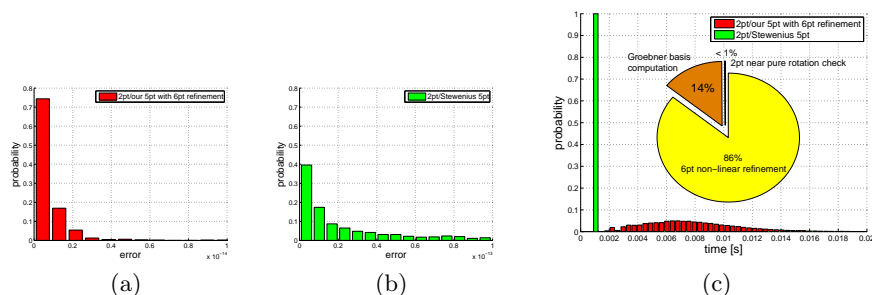 2pt/our 5pt with 6pt refinement
probability
0.8
0.7
0.6
0.5
0.4
0.3
0.2
0.1
0
0 0.2 0.4 0.6 0.8 1
error
x 10⁻¹⁴
(a)
2pt/Stewenius 5pt
probability
0.8
0.7
0.6
0.5
0.4
0.3
0.2
0.1
0
0 0.2 0.4 0.6 0.8 1
error
(b)
2pt/our 5pt with 6pt refinement
2pt/Stewenius 5pt
probability
1
0.9
0.8
0.7
0.6
0.5
0.4
0.3
0.2
0.1
0
< 1%
2pt near pure rotation check
Groebner basis
computation
14%
86%
6pt non–linear refinement
0 0.002 0.004 0.006 0.008 0.01 0.012 0.014 0.016 0.018 0.02
time [s]
(c)